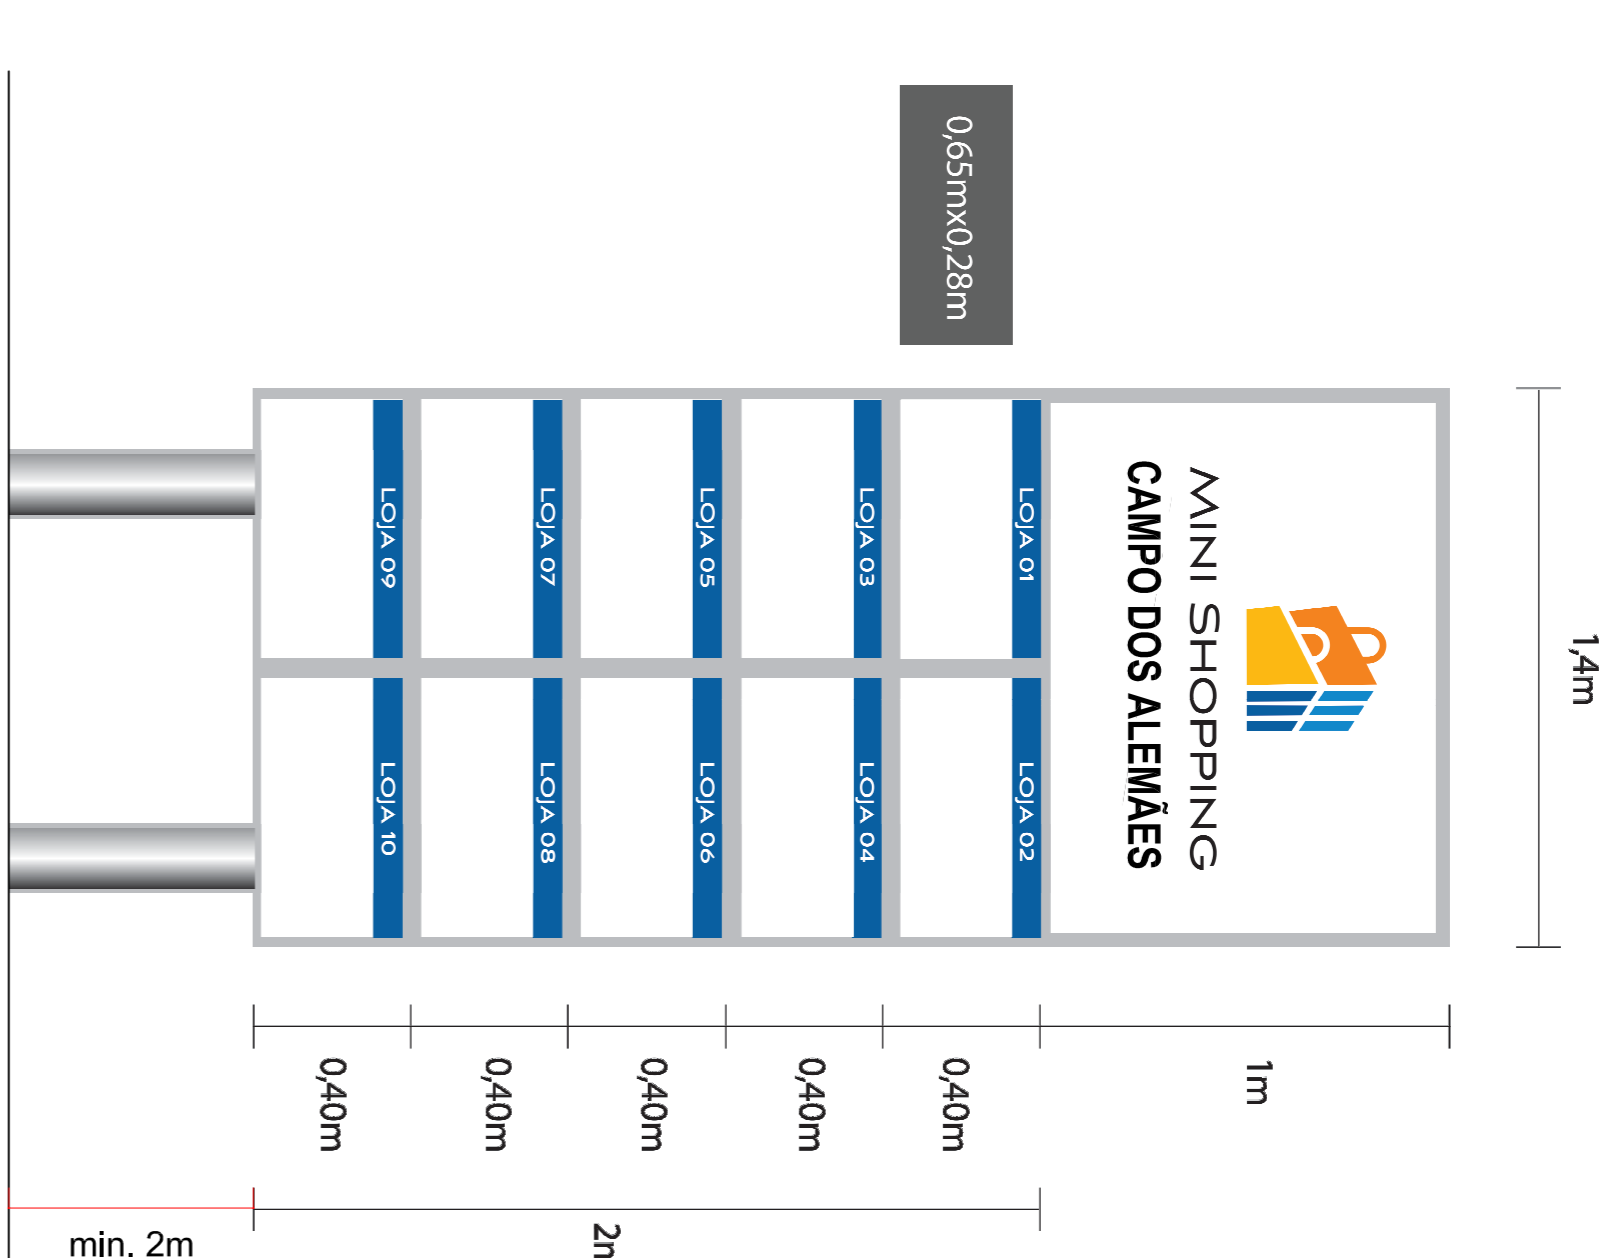 1,4m
MINI SHOPPING
CAMPO DOS ALEMÃES
1m
0,65mx0,28m
LOJA 01
LOJA 02
0,40m
LOJA 03
LOJA 04
0,40m
LOJA 05
LOJA 06
0,40m
LOJA 07
LOJA 08
0,40m
LOJA 09
LOJA 10
0,40m
min. 2m